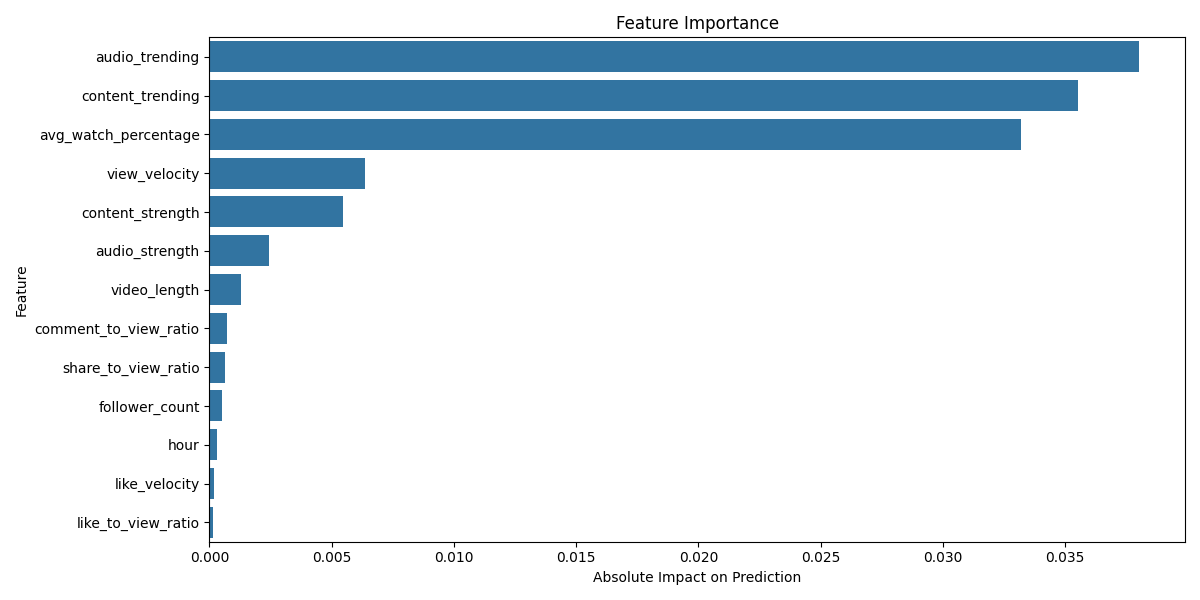 Feature Importance
Feature
audio_trending
content_trending
avg_watch_percentage
view_velocity
content_strength
audio_strength
video_length
comment_to_view_ratio
share_to_view_ratio
follower_count
hour
like_velocity
like_to_view_ratio
0.000 0.005 0.010 0.015 0.020 0.025 0.030 0.035
Absolute Impact on Prediction